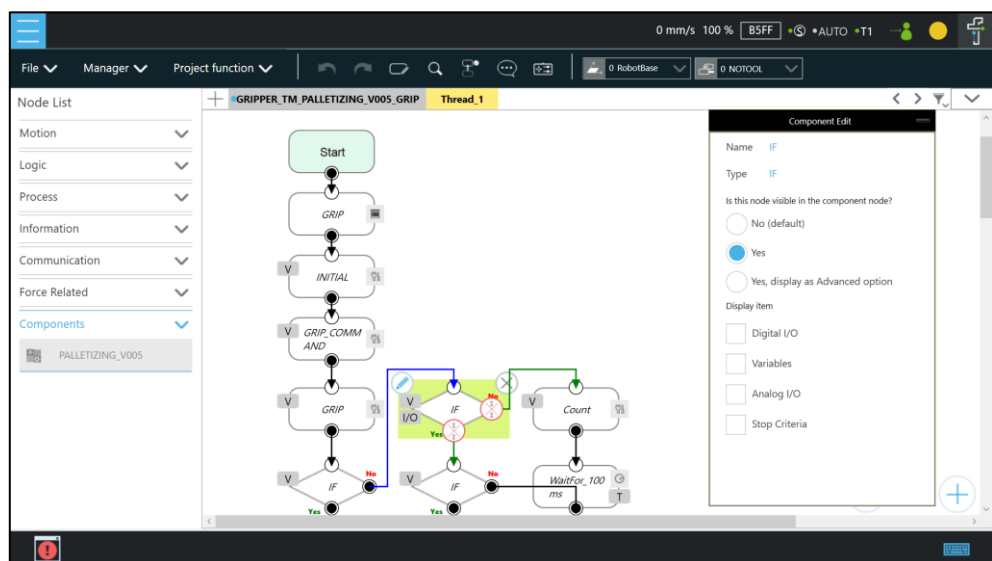 0 mm/s 100 % B5FF •Ⓢ •AUTO •T1
File Manager Project function 0 RobotBase 0 NOTOOL
Node List
GRIPPER_TM_PALLETIZING_V005_GRIP Thread_1
Motion
Logic
Process
Information
Communication
Force Related
Components
PALLETIZING_V005
Start
GRIP
V INITIAL
V GRIP_COMM
AND
V GRIP
V IF No
Yes
V IF No
I/O
Yes
V IF No
Yes
V Count
WaitFor_100
ms T
Component Edit
Name IF
Type IF
Is this node visible in the component node?
No (default)
Yes
Yes, display as Advanced option
Display item
Digital I/O
Variables
Analog I/O
Stop Criteria